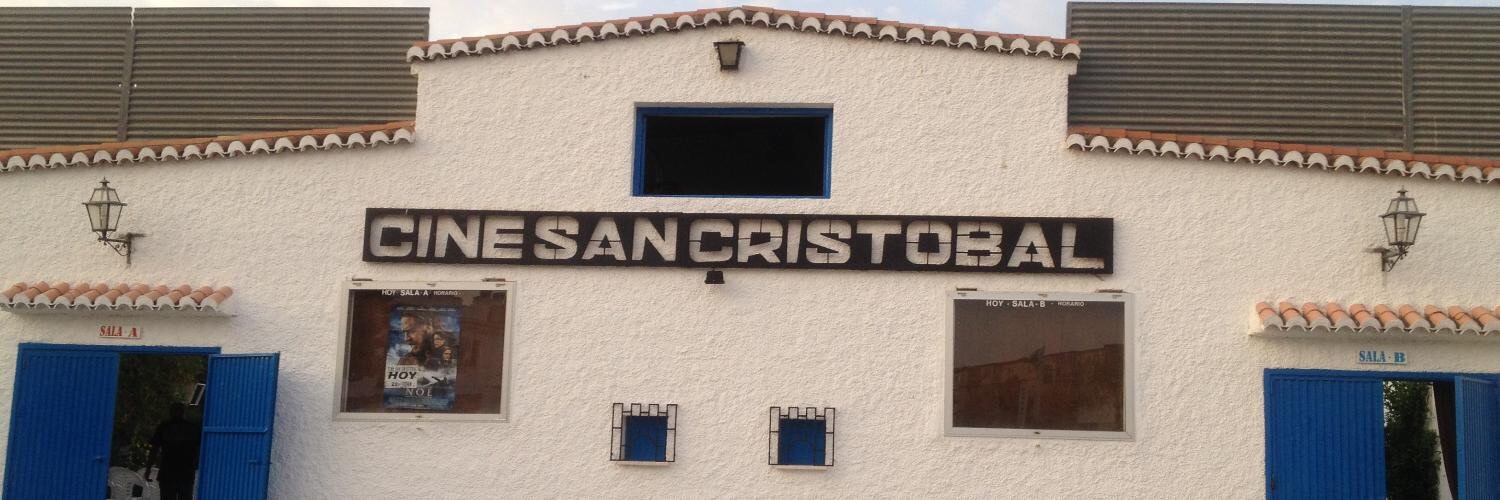 CINE SAN CRISTOBAL
HOY · SALA · A · HORARIO ·
HOY - SALA - B - HORARIO
SALA A
HOY
NOÉ
SALA · B